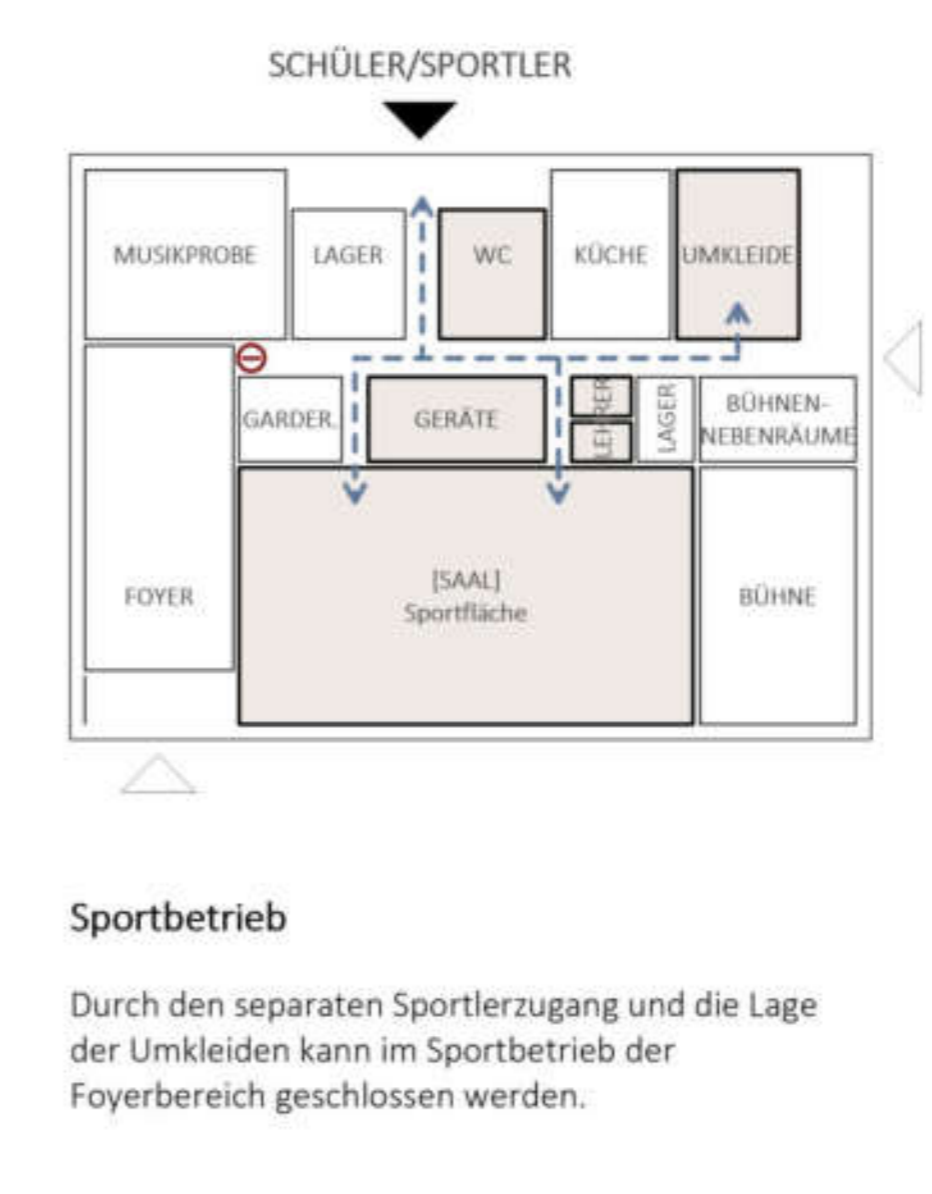 SCHÜLER/SPORTLER
MUSIKPROBE
LAGER
WC
KÜCHE
UMKLEIDE
GARDER.
GERÄTE
LEHRER
LAGER
BÜHNEN-
NEBENRÄUME
FOYER
[SAAL]
Sportfläche
BÜHNE
Sportbetrieb
Durch den separaten Sportlerzugang und die Lage
der Umkleiden kann im Sportbetrieb der
Foyerbereich geschlossen werden.